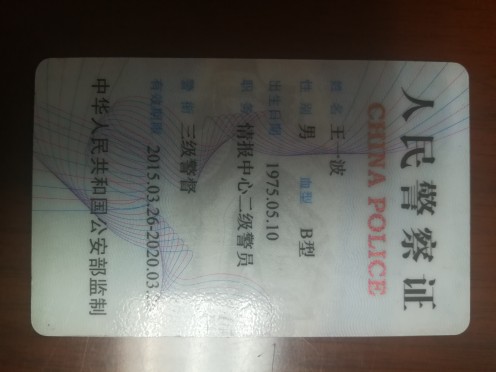 人民警察证
CHINA POLICE
姓名 王一波
性别 男 血型 B型
出生日期 1975.05.10
职务 情报中心二级警员
警衔 三级警督
有效期限 2015.03.26-2020.03.
中华人民共和国公安部监制